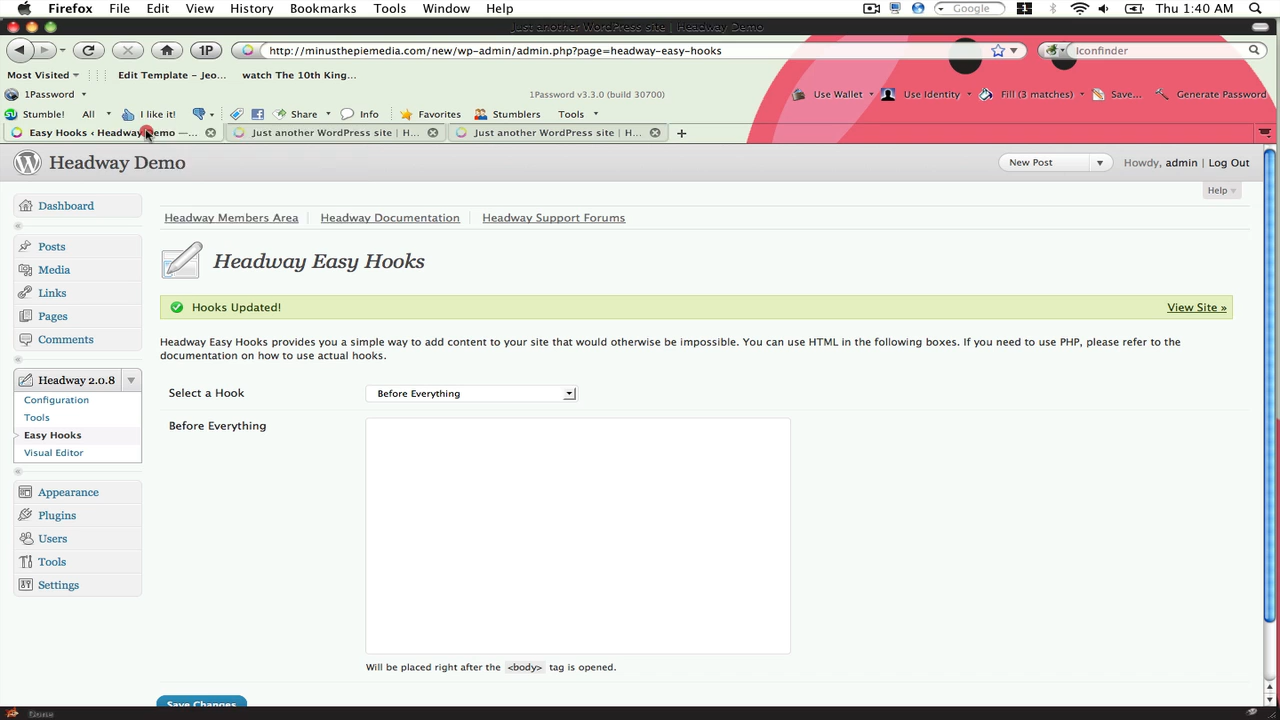 Firefox File Edit View History Bookmarks Tools Window Help Google Thu 1:40 AM
Just another WordPress site | Headway Demo
1P http://minusthepiemedia.com/new/wp-admin/admin.php?page=headway-easy-hooks Iconfinder
Most Visited Edit Template – Jeo... watch The 10th King...
1Password 1Password v3.3.0 (build 30700) Use Wallet Use Identity Fill (3 matches) Save... Generate Password
Stumble! All I like it! Share Info Favorites Stumblers Tools
Easy Hooks ‹ Headway Demo —... Just another WordPress site | H... Just another WordPress site | H...
Headway Demo New Post Howdy, admin | Log Out
Help
Dashboard
Posts
Media
Links
Pages
Comments
Headway 2.0.8
Configuration
Tools
Easy Hooks
Visual Editor
Appearance
Plugins
Users
Tools
Settings
Headway Members Area Headway Documentation Headway Support Forums
Headway Easy Hooks
Hooks Updated! View Site »
Headway Easy Hooks provides you a simple way to add content to your site that would otherwise be impossible. You can use HTML in the following boxes. If you need to use PHP, please refer to the
documentation on how to use actual hooks.
Select a Hook Before Everything
Before Everything
Will be placed right after the <body> tag is opened.
Save Changes
Done